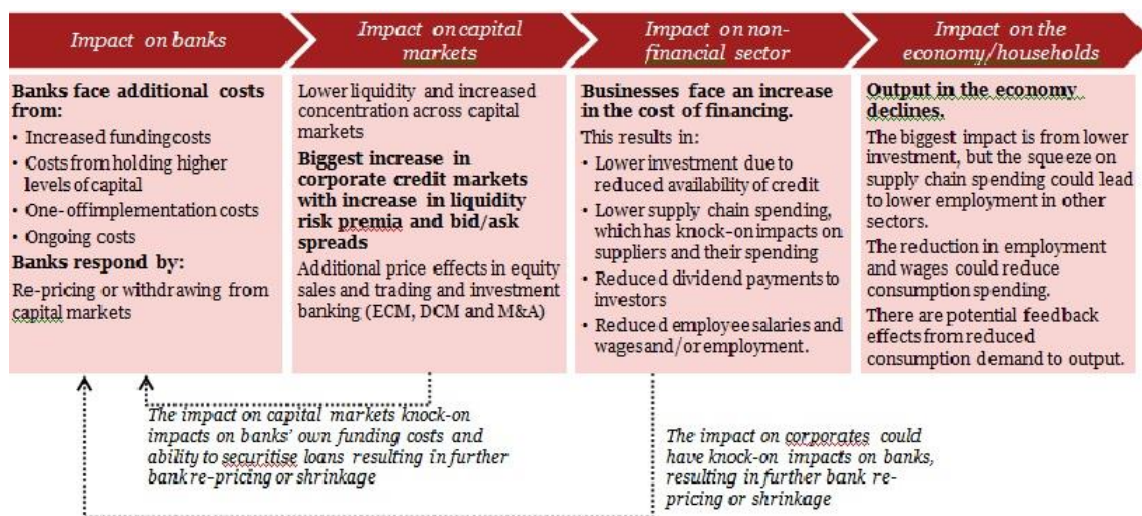 Impact on banks
Impact on capital
markets
Impact on non-
financial sector
Impact on the
economy/households
Banks face additional costs
from:
• Increased funding costs
• Costs from holding higher
levels of capital
• One-off implementation costs
• Ongoing costs
Banks respond by:
Re-pricing or withdrawing from
capital markets
Lower liquidity and increased
concentration across capital
markets
Biggest increase in
corporate credit markets
with increase in liquidity
risk premia and bid/ask
spreads
Additional price effects in equity
sales and trading and investment
banking (ECM, DCM and M&A)
Businesses face an increase
in the cost of financing.
This results in:
• Lower investment due to
reduced availability of credit
• Lower supply chain spending,
which has knock-on impacts on
suppliers and their spending
• Reduced dividend payments to
investors
• Reduced employee salaries and
wages and/or employment.
Output in the economy
declines.
The biggest impact is from lower
investment, but the squeeze on
supply chain spending could lead
to lower employment in other
sectors.
The reduction in employment
and wages could reduce
consumption spending.
There are potential feedback
effects from reduced
consumption demand to output.
The impact on capital markets knock-on
impacts on banks' own funding costs and
ability to securitise loans resulting in further
bank re-pricing or shrinkage
The impact on corporates could
have knock-on impacts on banks,
resulting in further bank re-
pricing or shrinkage